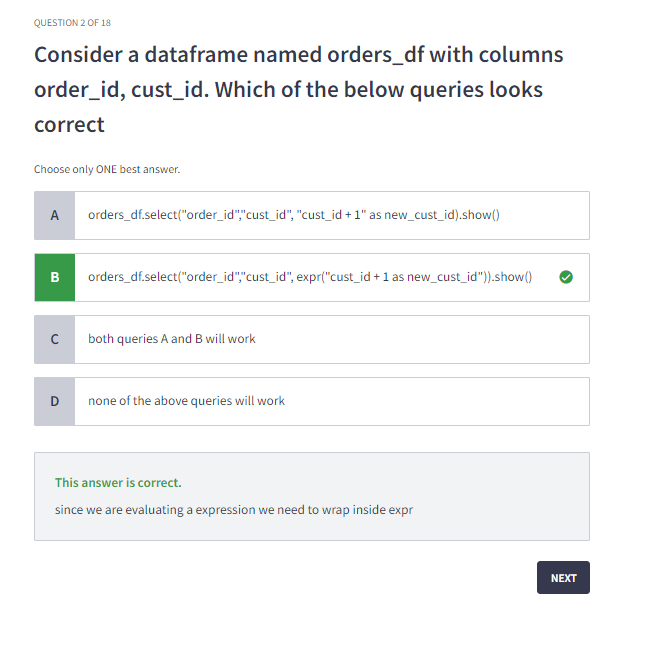 QUESTION 2 OF 18
Consider a dataframe named orders_df with columns
order_id, cust_id. Which of the below queries looks
correct
Choose only ONE best answer.
A
orders_df.select("order_id","cust_id", "cust_id + 1" as new_cust_id).show()
B
orders_df.select("order_id","cust_id", expr("cust_id + 1 as new_cust_id")).show()
C
both queries A and B will work
D
none of the above queries will work
This answer is correct.
since we are evaluating a expression we need to wrap inside expr
NEXT